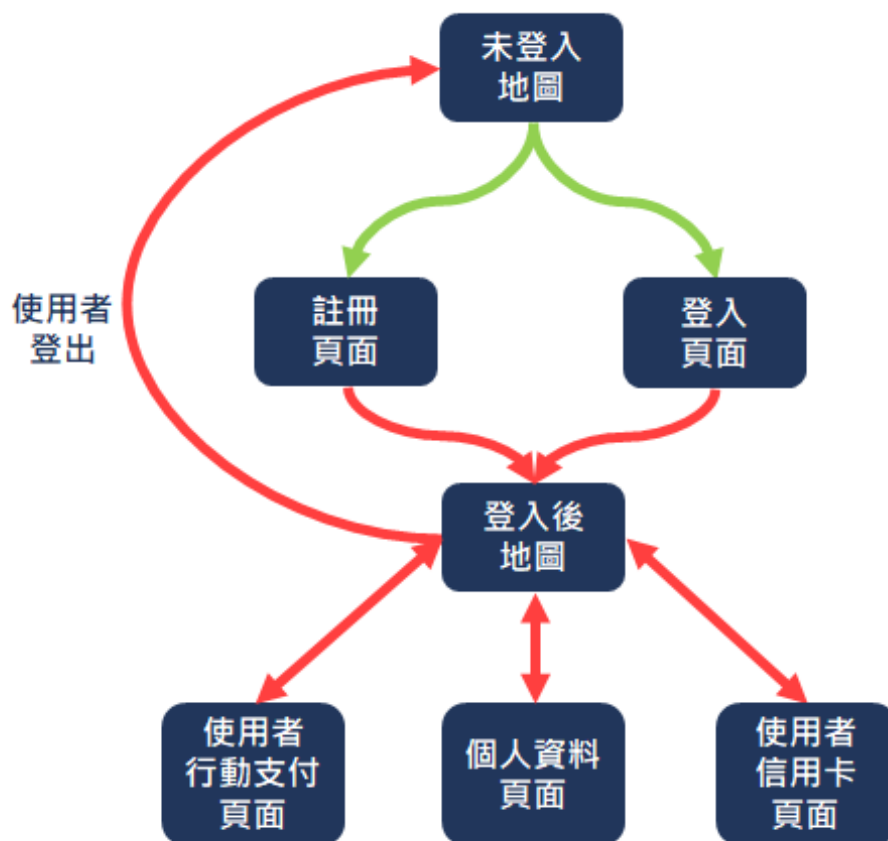 未登入
地圖
使用者
登出
註冊
頁面
登入
頁面
登入後
地圖
使用者
行動支付
頁面
個人資料
頁面
使用者
信用卡
頁面